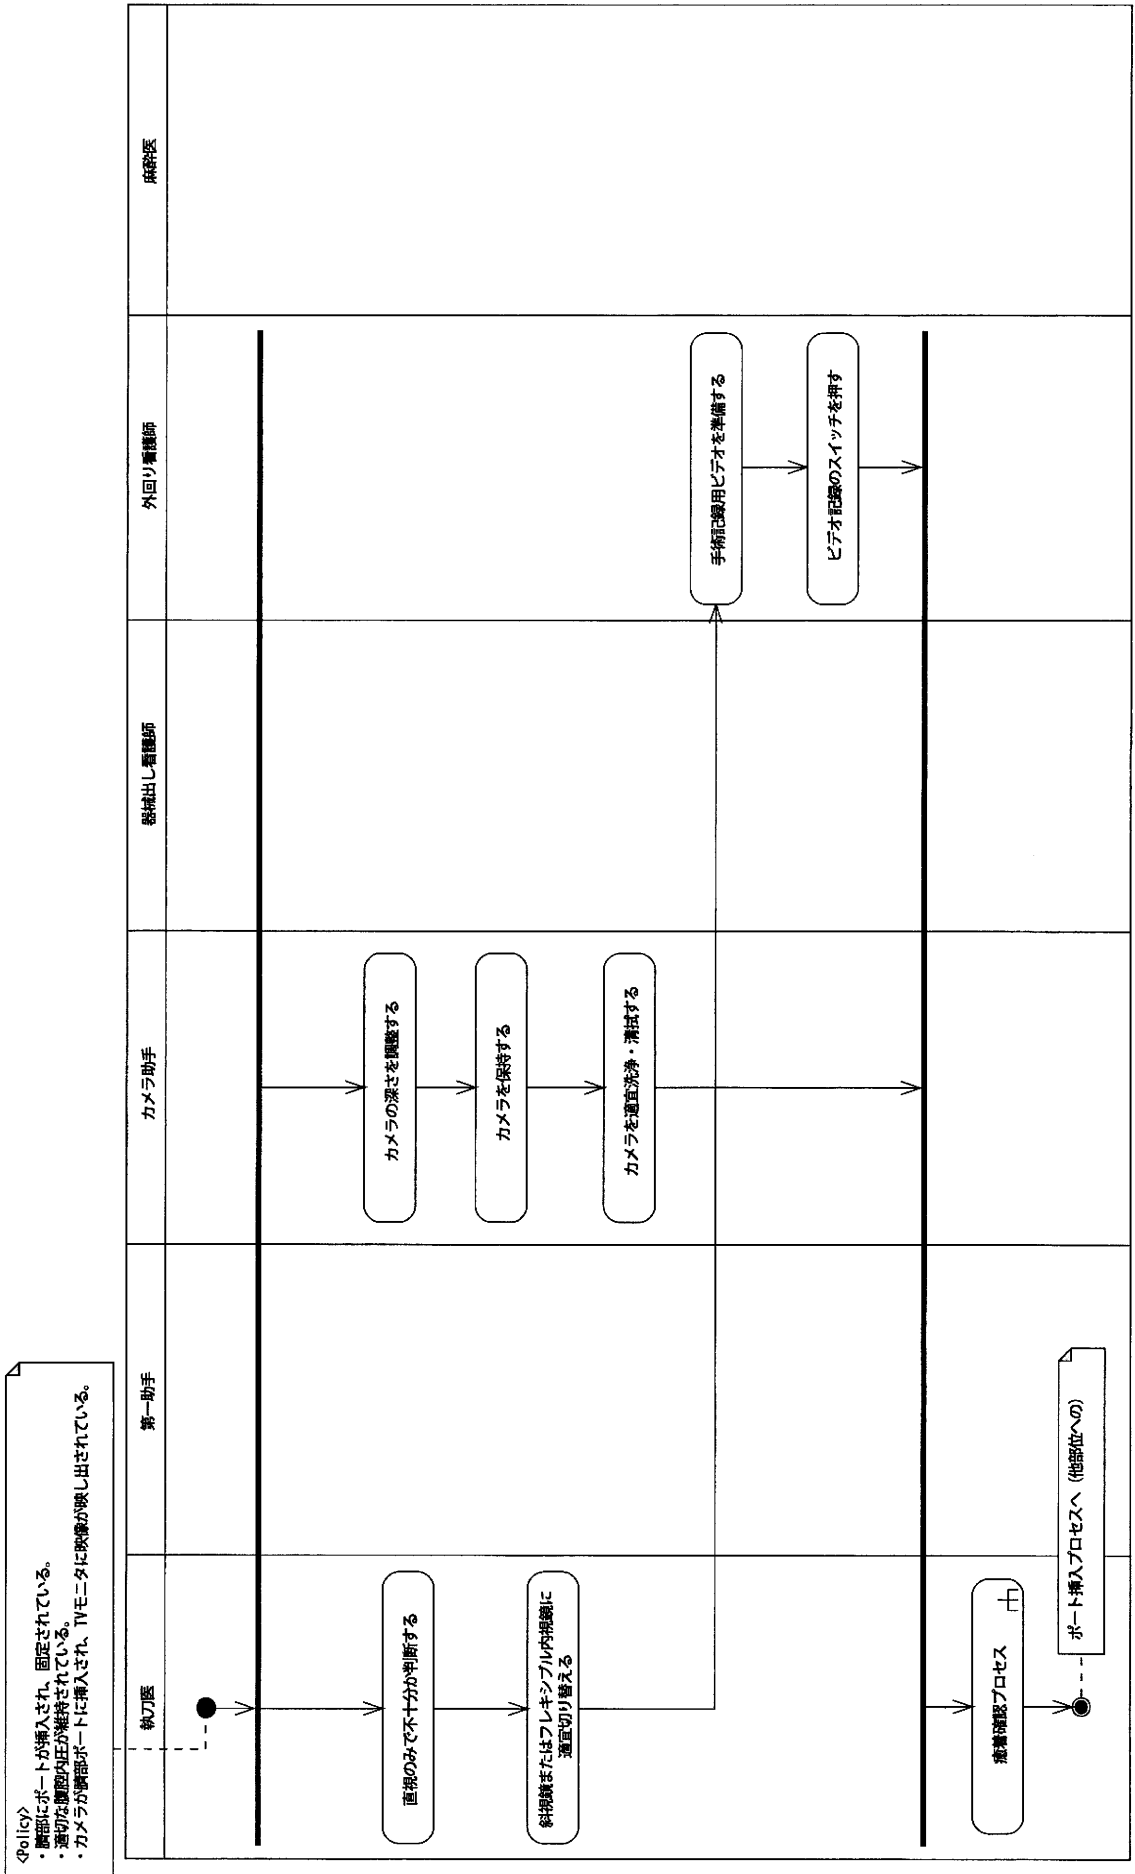 <Policy>
・臍部にポートが挿入され、固定されている。
・適切な腹腔内圧が維持されている。
・カメラが臍部ポートに挿入され、TVモニタに映像が映し出されている。
執刀医
第一助手
カメラ助手
器械出し看護師
外回り看護師
麻酔医
直視のみで不十分か判断する
斜視鏡またはフレキシブル内視鏡に
適宜切り替える
カメラの深さを調整する
カメラを保持する
カメラを適宜洗浄・清拭する
手術記録用ビデオを準備する
ビデオ記録のスイッチを押す
癒着確認プロセス
ポート挿入プロセスへ（他部位への）